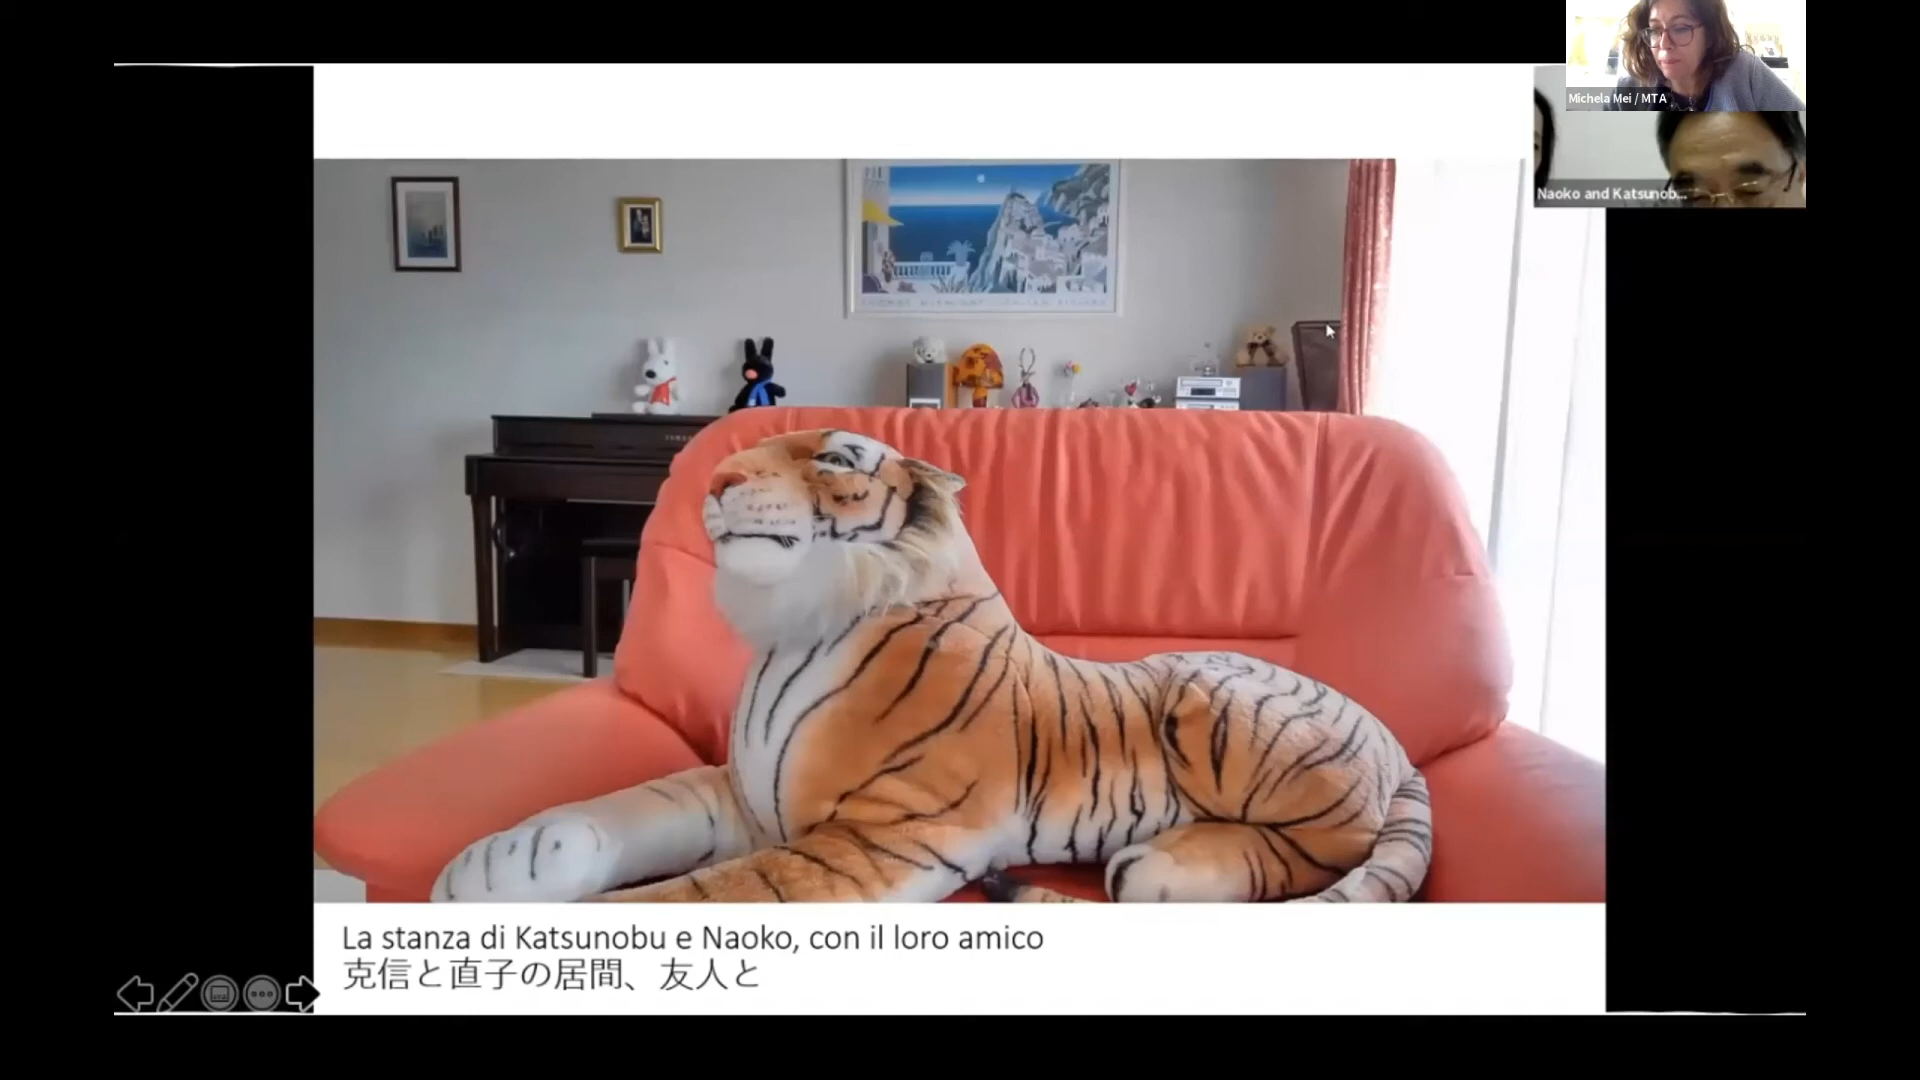 Michela Mei / MTA
Naoko and Katsunob...
La stanza di Katsunobu e Naoko, con il loro amico
克信と直子の居間、友人と